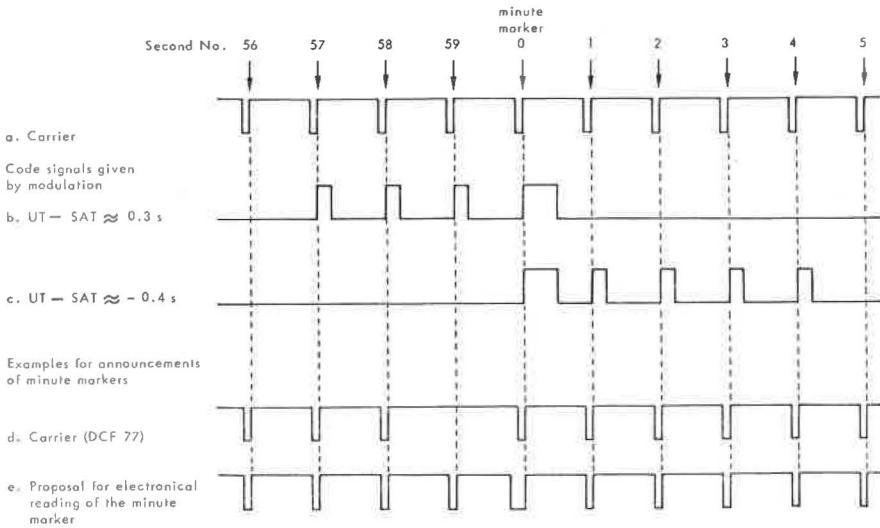 minute
marker
Second No. 56 57 58 59 0 1 2 3 4 5
a. Carrier
Code signals given
by modulation
b. UT — SAT ≈ 0.3 s
c. UT — SAT ≈ - 0.4 s
Examples for announcements
of minute markers
d. Carrier (DCF 77)
e. Proposal for electronical
reading of the minute
marker